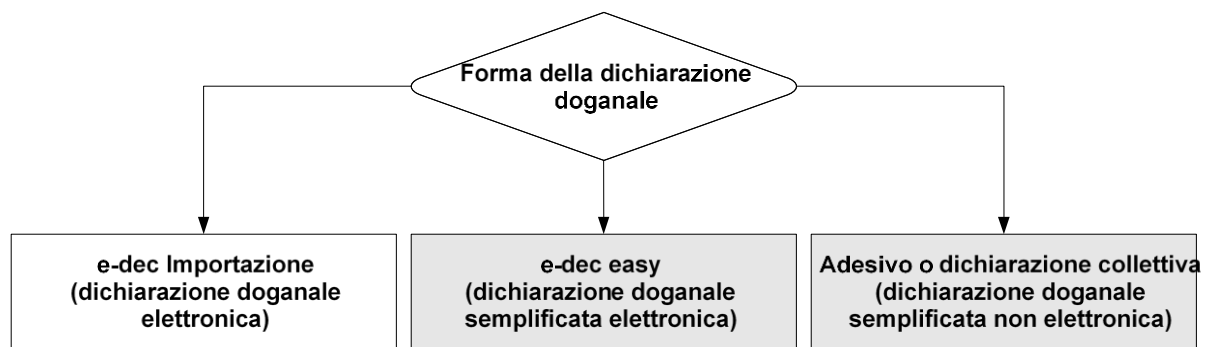 Forma della dichiarazione
doganale
e-dec Importazione
(dichiarazione doganale
elettronica)
e-dec easy
(dichiarazione doganale
semplificata elettronica)
Adesivo o dichiarazione collettiva
(dichiarazione doganale
semplificata non elettronica)